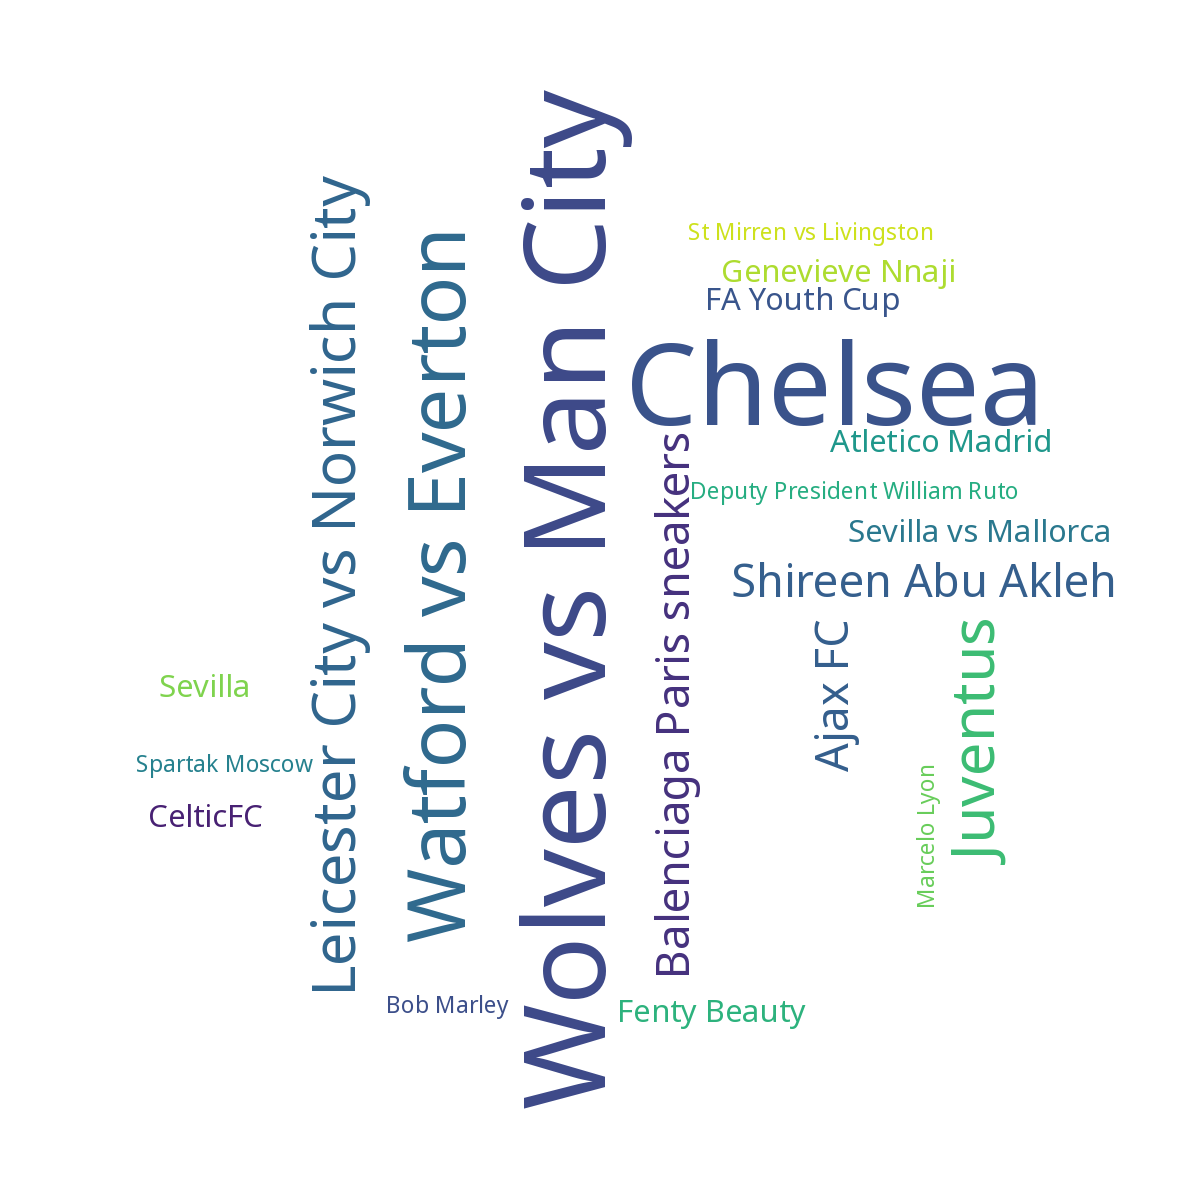 Wolves vs Man City
Chelsea
Watford vs Everton
Leicester City vs Norwich City
Juventus
Balenciaga Paris sneakers
Shireen Abu Akleh
Ajax FC
St Mirren vs Livingston
Genevieve Nnaji
FA Youth Cup
Atletico Madrid
Deputy President William Ruto
Sevilla vs Mallorca
Sevilla
Spartak Moscow
CelticFC
Marcelo Lyon
Bob Marley
Fenty Beauty